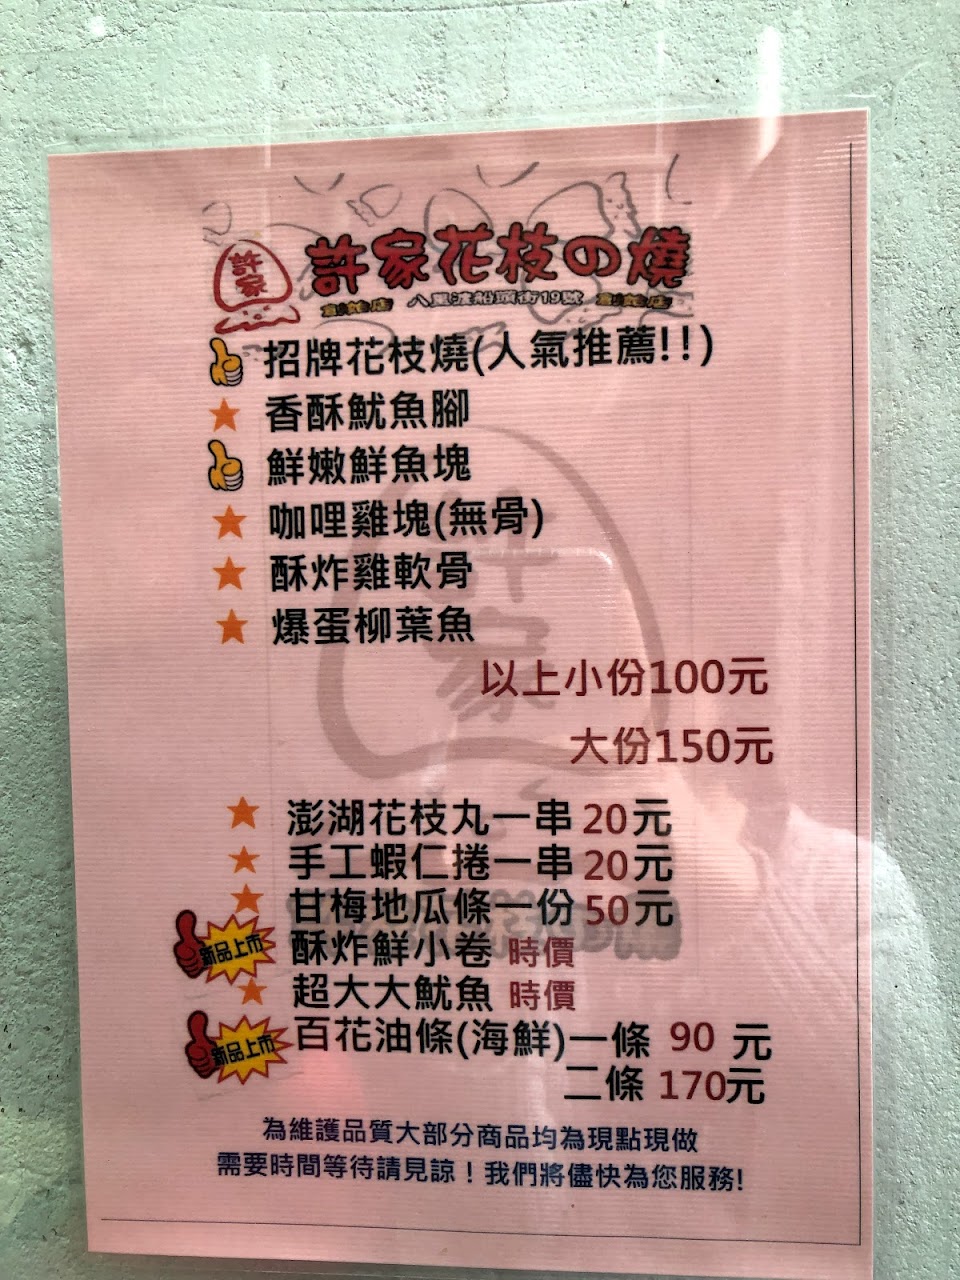 許家
許家花枝の燒
創始店 八里渡船頭街19號 創始店
招牌花枝燒(人氣推薦!!)
香酥魷魚腳
鮮嫩鮮魚塊
咖哩雞塊(無骨)
酥炸雞軟骨
爆蛋柳葉魚
以上小份100元
大份150元
澎湖花枝丸一串 20元
手工蝦仁捲一串 20元
甘梅地瓜條一份 50元
新品上市 酥炸鮮小卷 時價
超大大魷魚 時價
新品上市 百花油條(海鮮)一條 90 元
二條 170元
為維護品質大部分商品均為現點現做
需要時間等待請見諒！我們將儘快為您服務!
許家